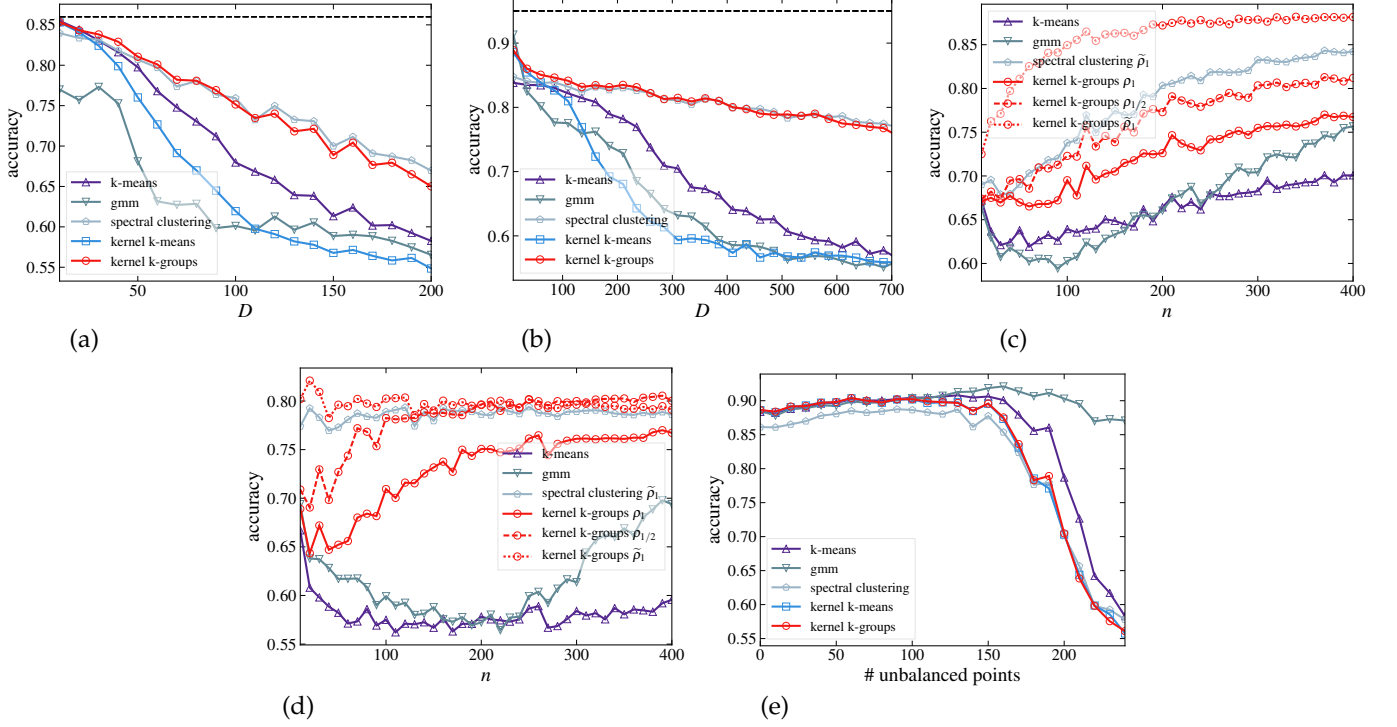 0.85
0.80
0.75
0.70
0.65
0.60
0.55
accuracy
k-means
gmm
spectral clustering
kernel k-means
kernel k-groups
50 100 150 200
D
(a)
0.9
0.8
0.7
0.6
accuracy
k-means
gmm
spectral clustering
kernel k-means
kernel k-groups
100 200 300 400 500 600 700
D
(b)
0.85
0.80
0.75
0.70
0.65
0.60
accuracy
k-means
gmm
spectral clustering ρ̃₁
kernel k-groups ρ₁
kernel k-groups ρ₁/₂
kernel k-groups ρ̃₁
100 200 300 400
n
(c)
0.80
0.75
0.70
0.65
0.60
0.55
accuracy
k-means
gmm
spectral clustering ρ̃₁
kernel k-groups ρ₁
kernel k-groups ρ₁/₂
kernel k-groups ρ̃₁
100 200 300 400
n
(d)
0.90
0.85
0.80
0.75
0.70
0.65
0.60
0.55
accuracy
k-means
gmm
spectral clustering
kernel k-means
kernel k-groups
0 50 100 150 200
# unbalanced points
(e)